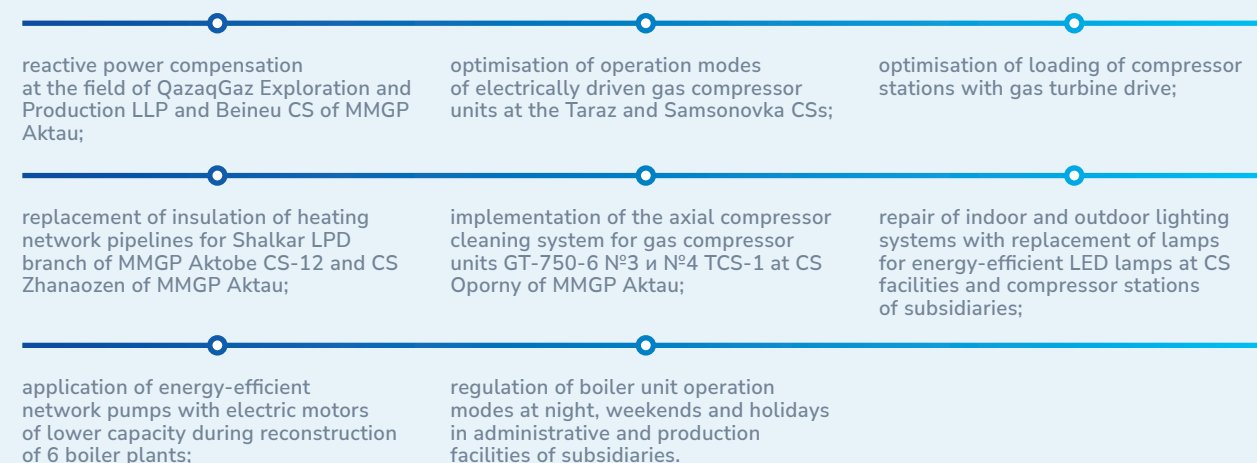 reactive power compensation
at the field of QazaqGaz Exploration and
Production LLP and Beineu CS of MMGP
Aktau;
optimisation of operation modes
of electrically driven gas compressor
units at the Taraz and Samsonovka CSs;
optimisation of loading of compressor
stations with gas turbine drive;
replacement of insulation of heating
network pipelines for Shalkar LPD
branch of MMGP Aktobe CS-12 and CS
Zhanaozen of MMGP Aktau;
implementation of the axial compressor
cleaning system for gas compressor
units GT-750-6 №3 и №4 TCS-1 at CS
Oporny of MMGP Aktau;
repair of indoor and outdoor lighting
systems with replacement of lamps
for energy-efficient LED lamps at CS
facilities and compressor stations
of subsidiaries;
application of energy-efficient
network pumps with electric motors
of lower capacity during reconstruction
of 6 boiler plants;
regulation of boiler unit operation
modes at night, weekends and holidays
in administrative and production
facilities of subsidiaries.